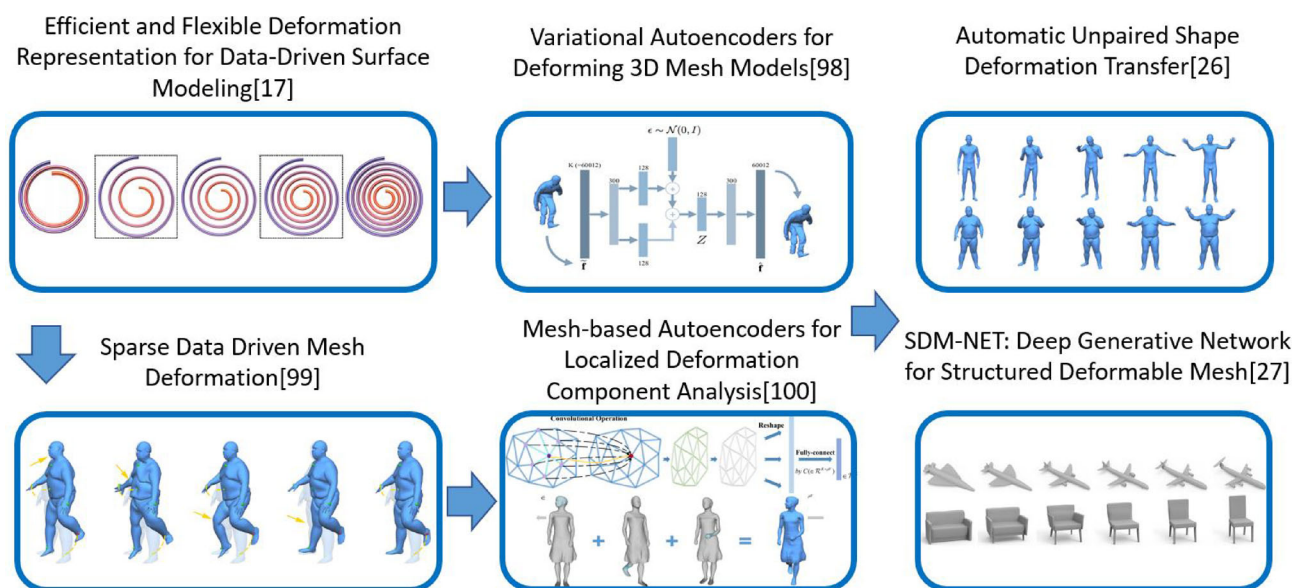 Efficient and Flexible Deformation
Representation for Data-Driven Surface
Modeling[17]
Variational Autoencoders for
Deforming 3D Mesh Models[98]
Automatic Unpaired Shape
Deformation Transfer[26]
ϵ ∼ N(0, I)
K (=60012)
300
128
128
128
300
60012
Z
f
f̂
Sparse Data Driven Mesh
Deformation[99]
Mesh-based Autoencoders for
Localized Deformation
Component Analysis[100]
SDM-NET: Deep Generative Network
for Structured Deformable Mesh[27]
Convolutional Operation
Reshape
Fully-connect
+ + =